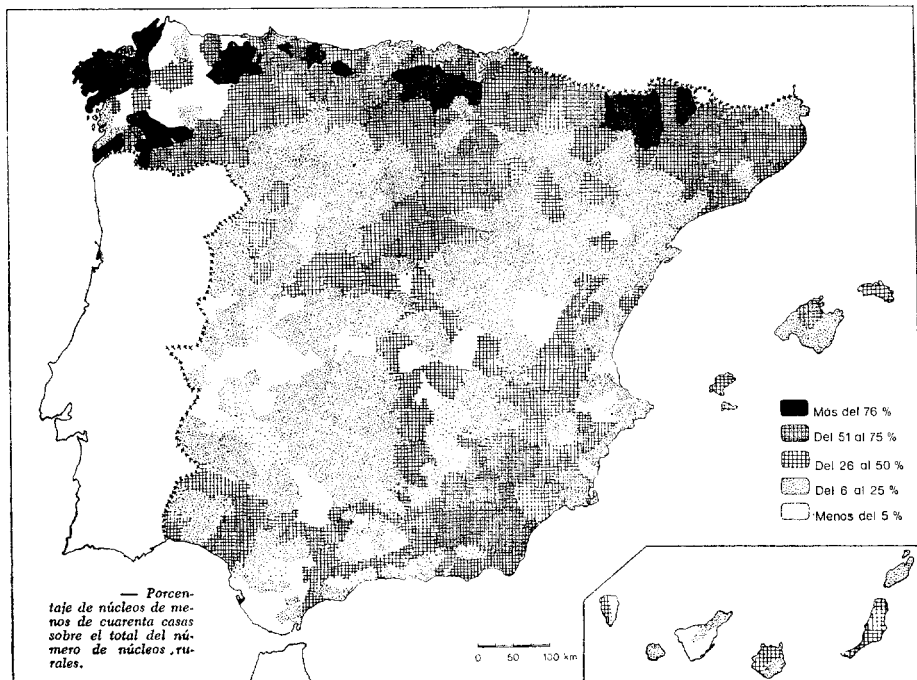 Más del 76 %
Del 51 al 75 %
Del 26 al 50 %
Del 6 al 25 %
Menos del 5 %
— Porcen-
taje de núcleos de me-
nos de cuarenta casas
sobre el total del nú-
mero de núcleos ru-
rales.
0 50 100 km